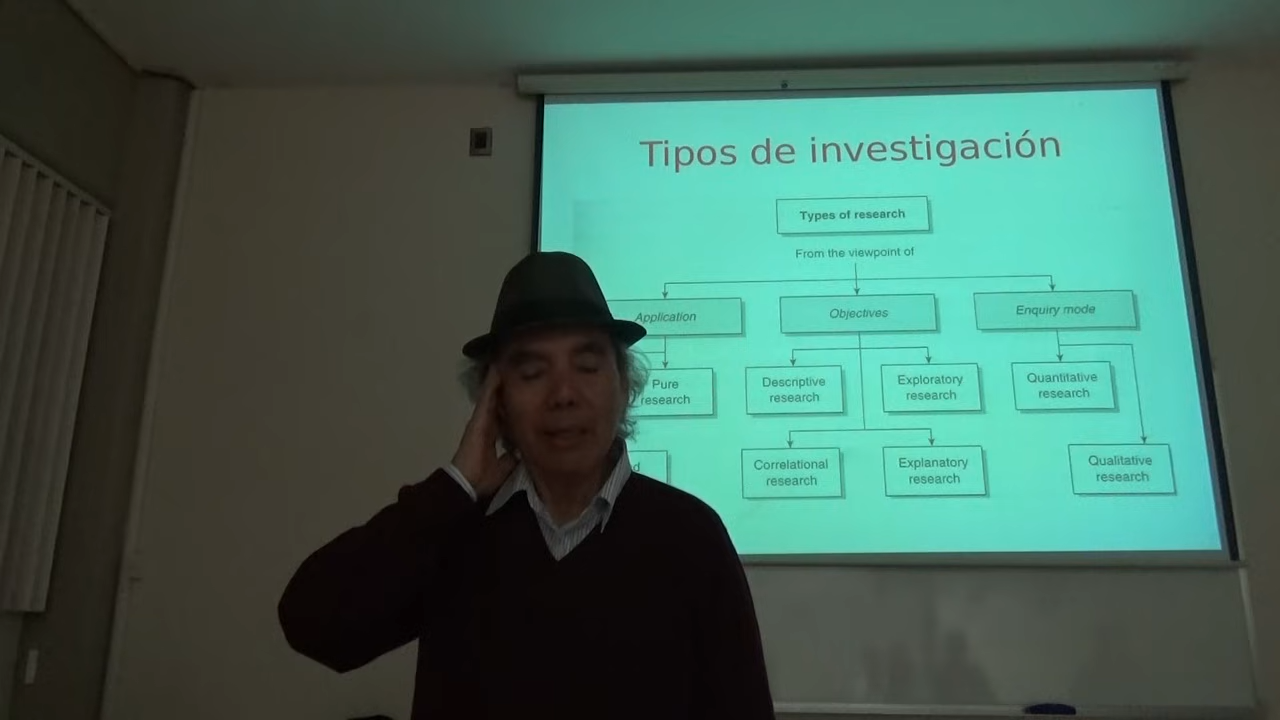 Tipos de investigación
Types of research
From the viewpoint of
Application
Objectives
Enquiry mode
Pure
research
Descriptive
research
Exploratory
research
Quantitative
research
d
Correlational
research
Explanatory
research
Qualitative
research